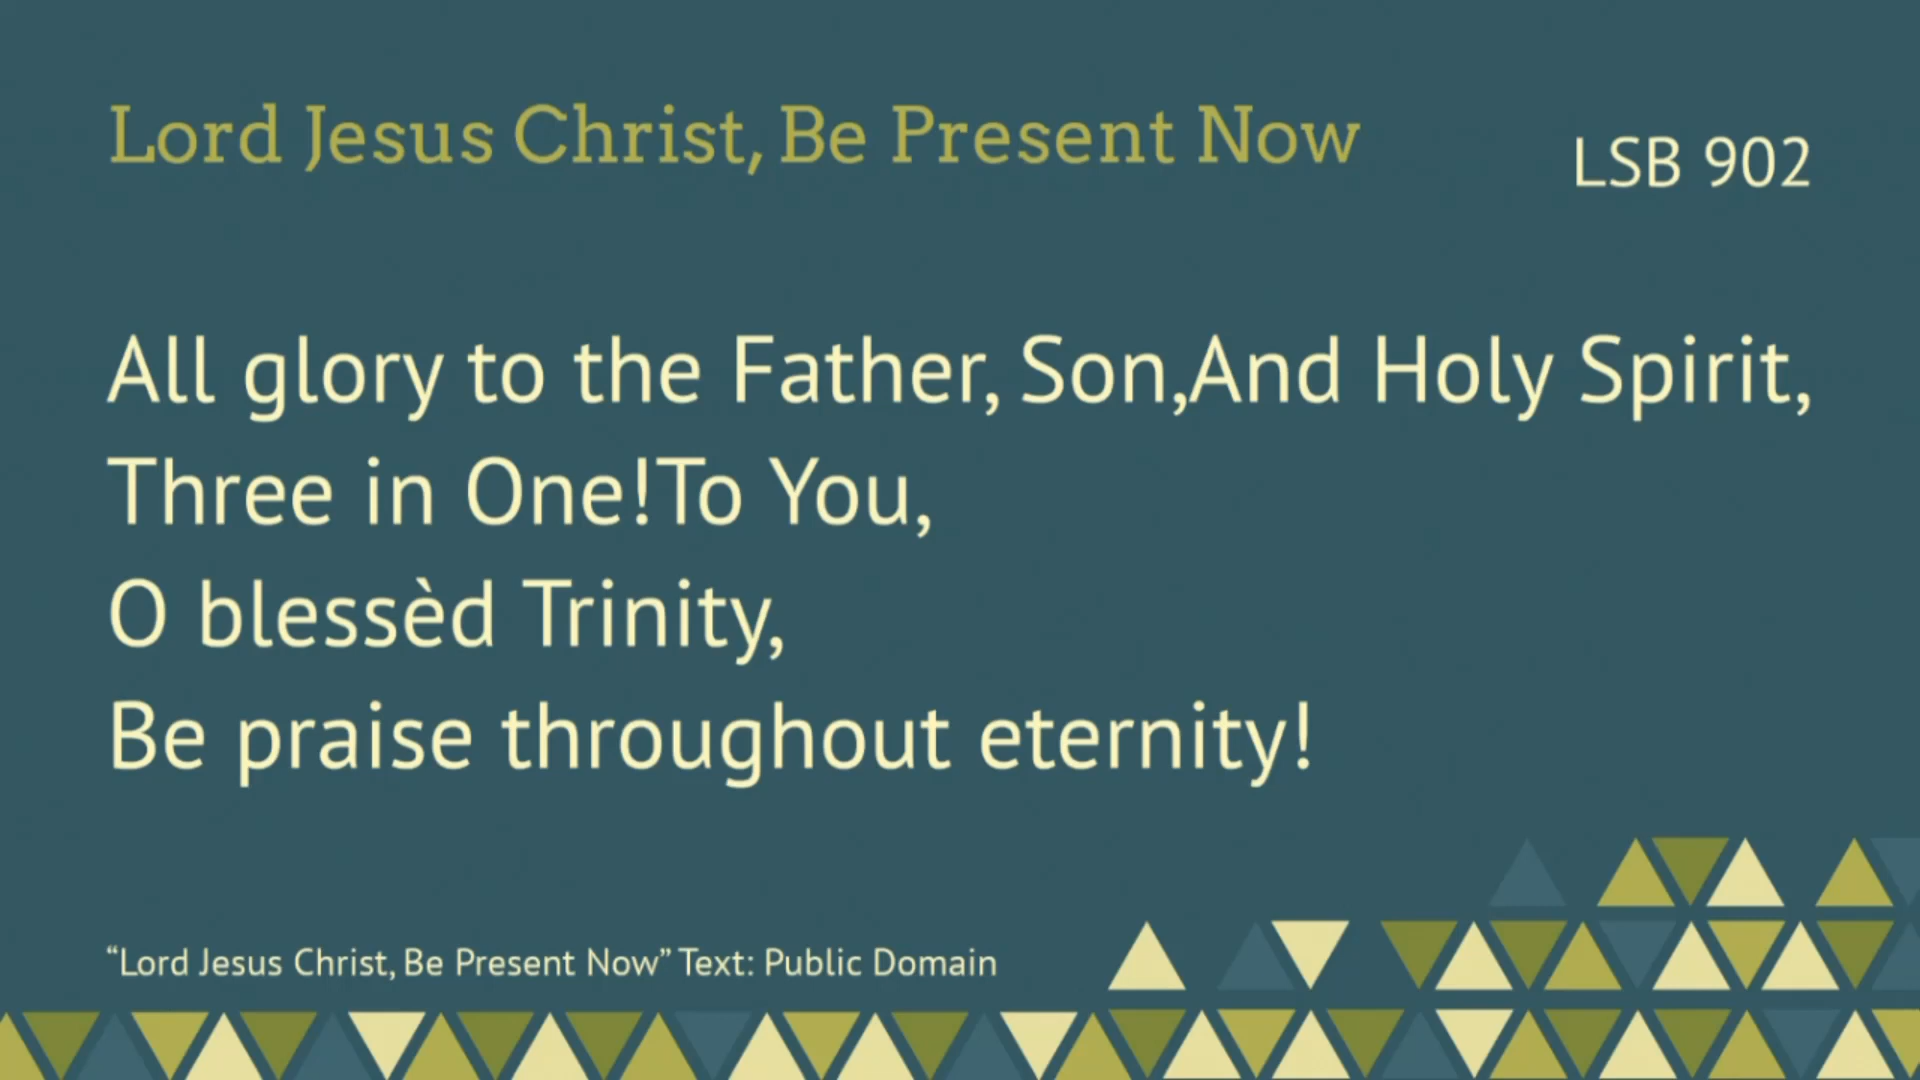 Lord Jesus Christ, Be Present Now
LSB 902
All glory to the Father, Son,And Holy Spirit,
Three in One!To You,
O blessèd Trinity,
Be praise throughout eternity!
“Lord Jesus Christ, Be Present Now” Text: Public Domain